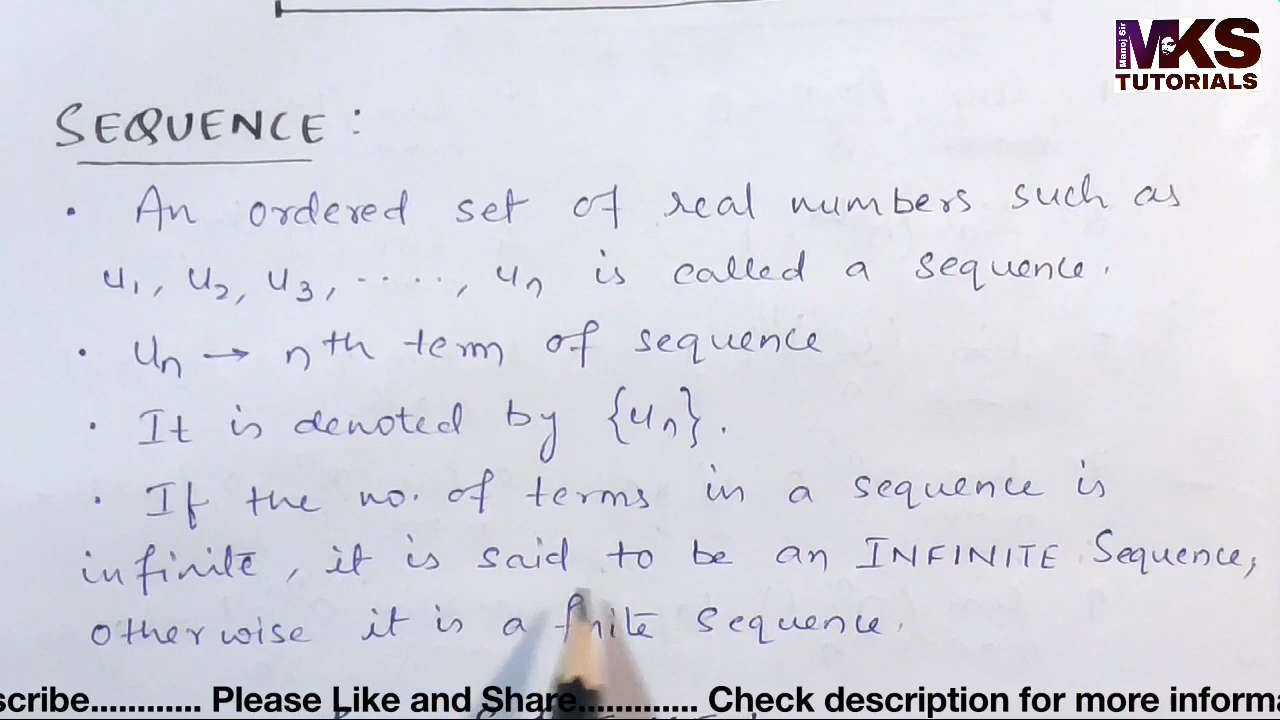 Manoj Sir
MKS
TUTORIALS
SEQUENCE :
· An ordered set of real numbers such as
u₁, u₂, u₃, ....., uₙ is called a sequence.
· uₙ → nᵗʰ term of sequence
· It is denoted by {uₙ}.
· If the no. of terms in a sequence is
infinite, it is said to be an INFINITE Sequence,
otherwise it is a finite sequence.
scribe............ Please Like and Share............. Check description for more informa